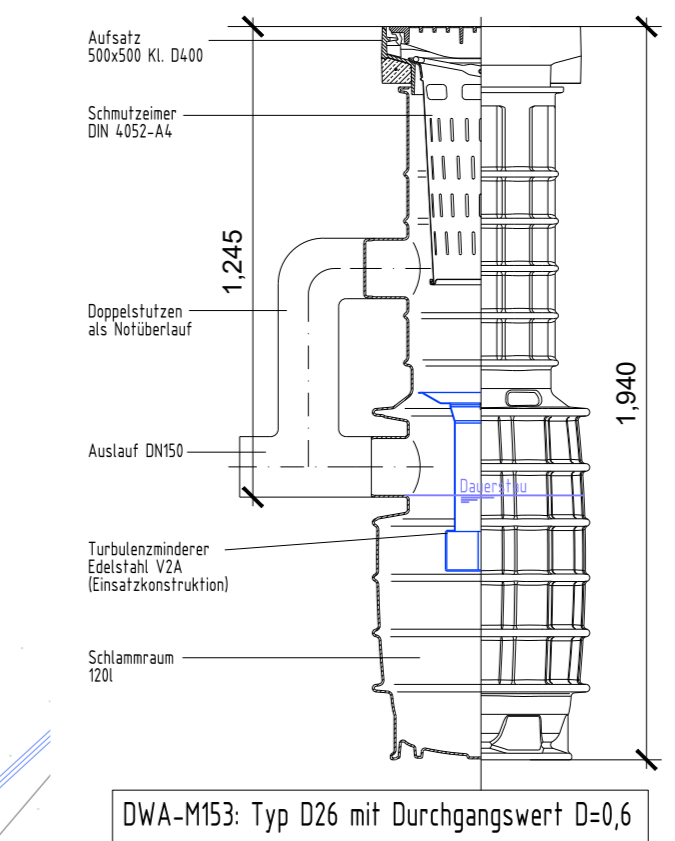 Aufsatz
500x500 Kl. D400
Schmutzeimer
DIN 4052-A4
1,245
Doppelstutzen
als Notüberlauf
1,940
Auslauf DN150
Dauerstau
Turbulenzminderer
Edelstahl V2A
(Einsatzkonstruktion)
Schlammraum
120l
DWA-M153: Typ D26 mit Durchgangswert D=0,6